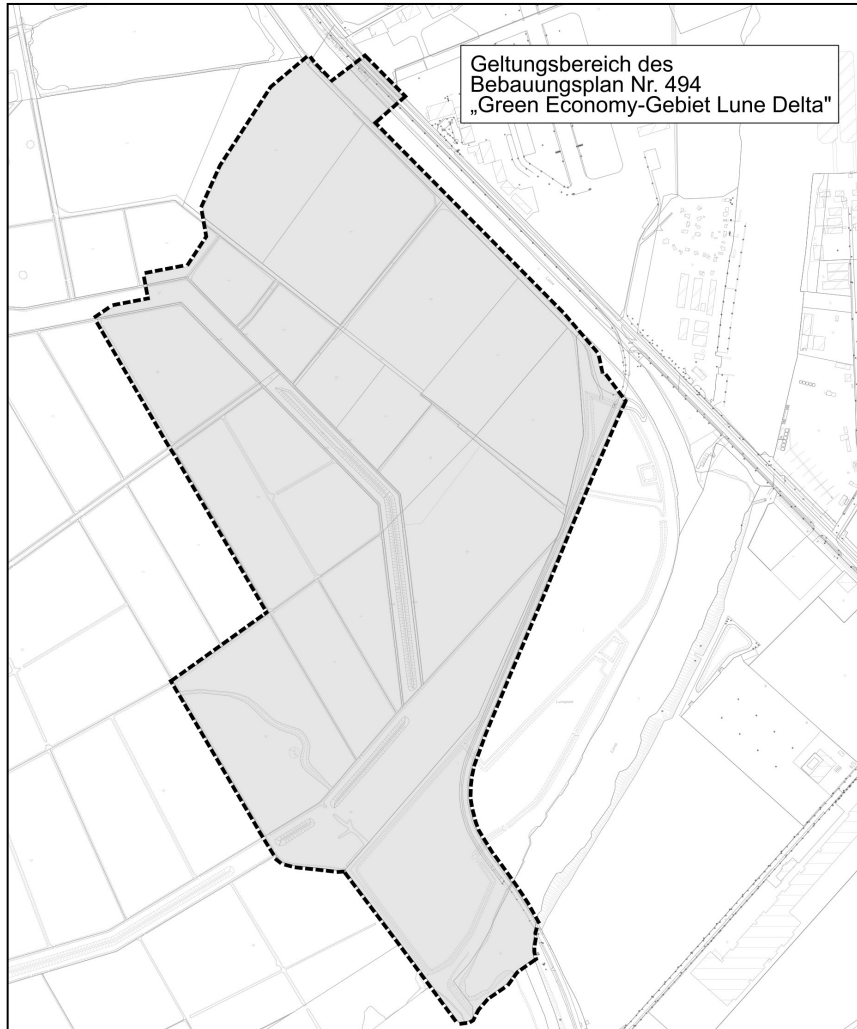 Geltungsbereich des
Bebauungsplan Nr. 494
„Green Economy-Gebiet Lune Delta"